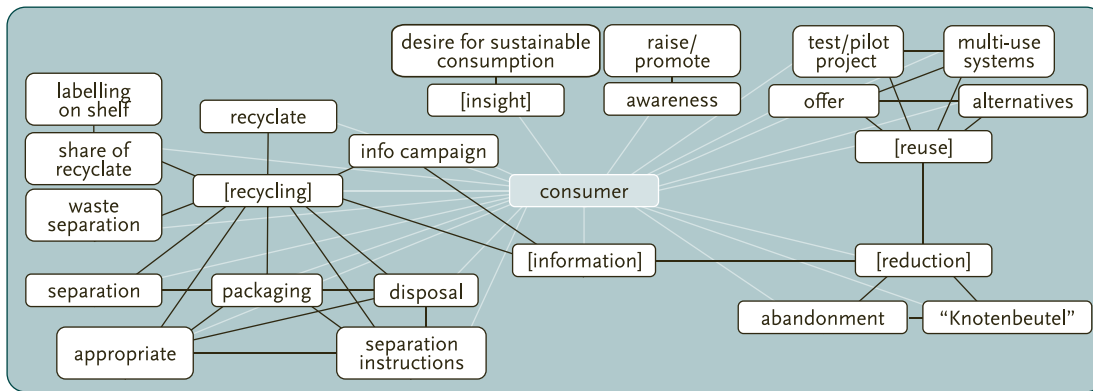 desire for sustainable
consumption
raise/
promote
test/pilot
project
multi-use
systems
labelling
on shelf
[insight]
awareness
offer
alternatives
recyclate
share of
recyclate
info campaign
[reuse]
[recycling]
consumer
waste
separation
[information]
[reduction]
separation
packaging
disposal
abandonment
“Knotenbeutel”
appropriate
separation
instructions